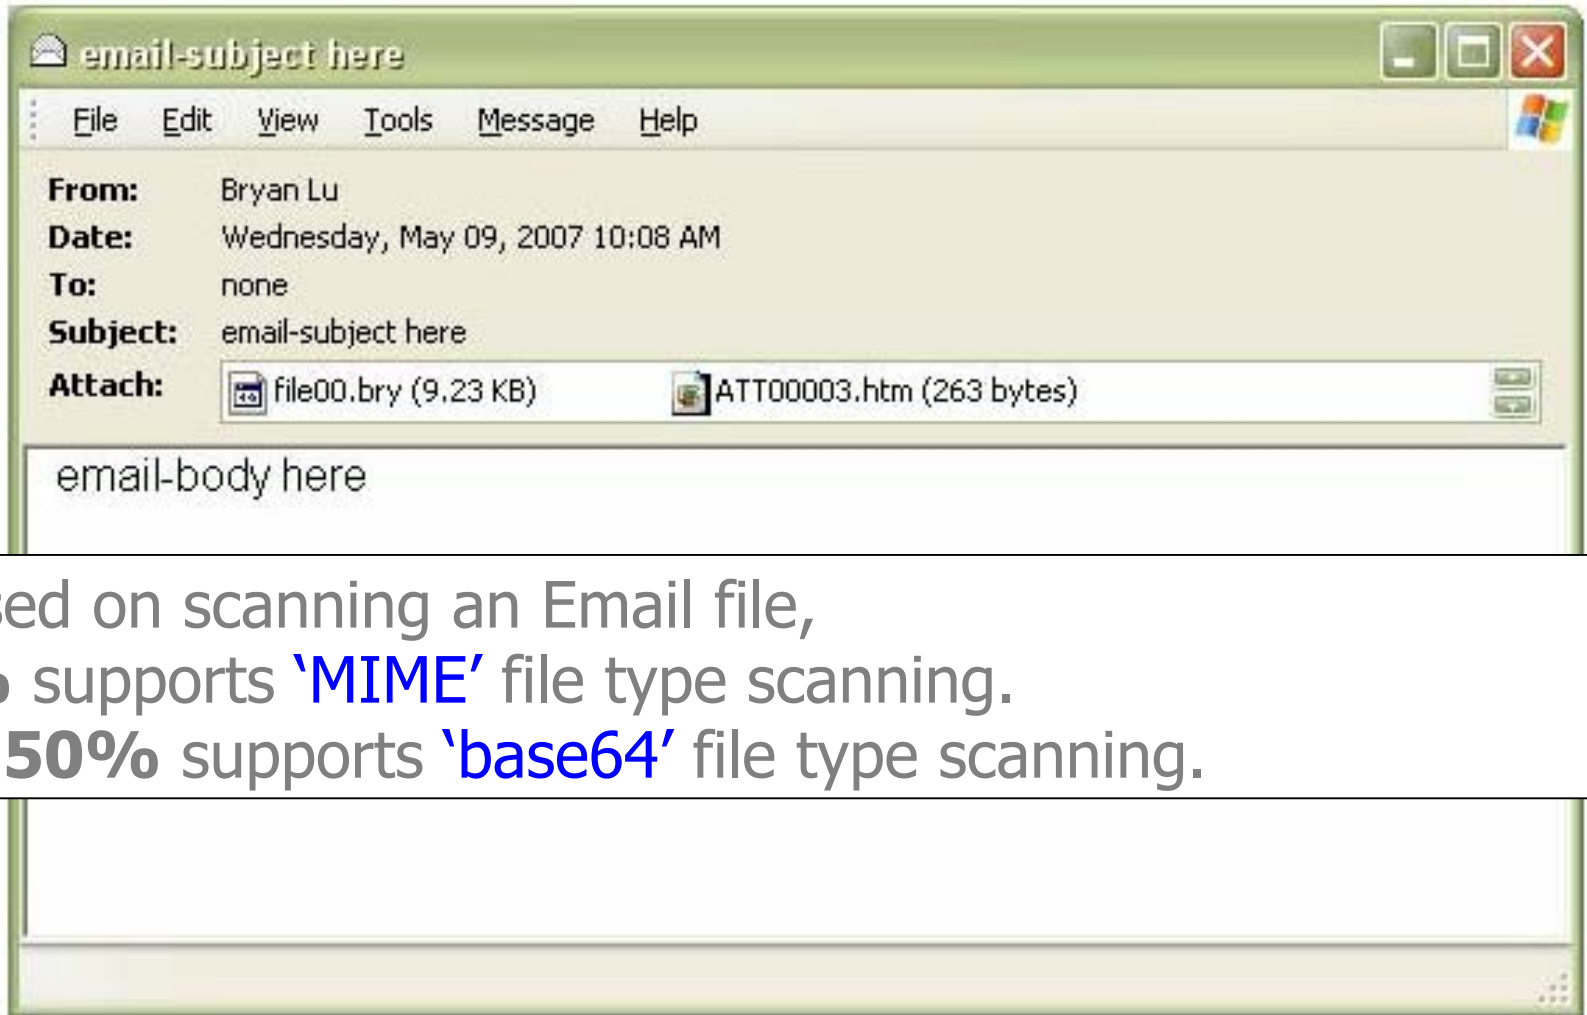 email-subject here
File Edit View Tools Message Help
From: Bryan Lu
Date: Wednesday, May 09, 2007 10:08 AM
To: none
Subject: email-subject here
Attach: file00.bry (9.23 KB) ATT00003.htm (263 bytes)
email-body here
on scanning an Email file,
supports ‘MIME’ file type scanning.
50% supports ‘base64’ file type scanning.